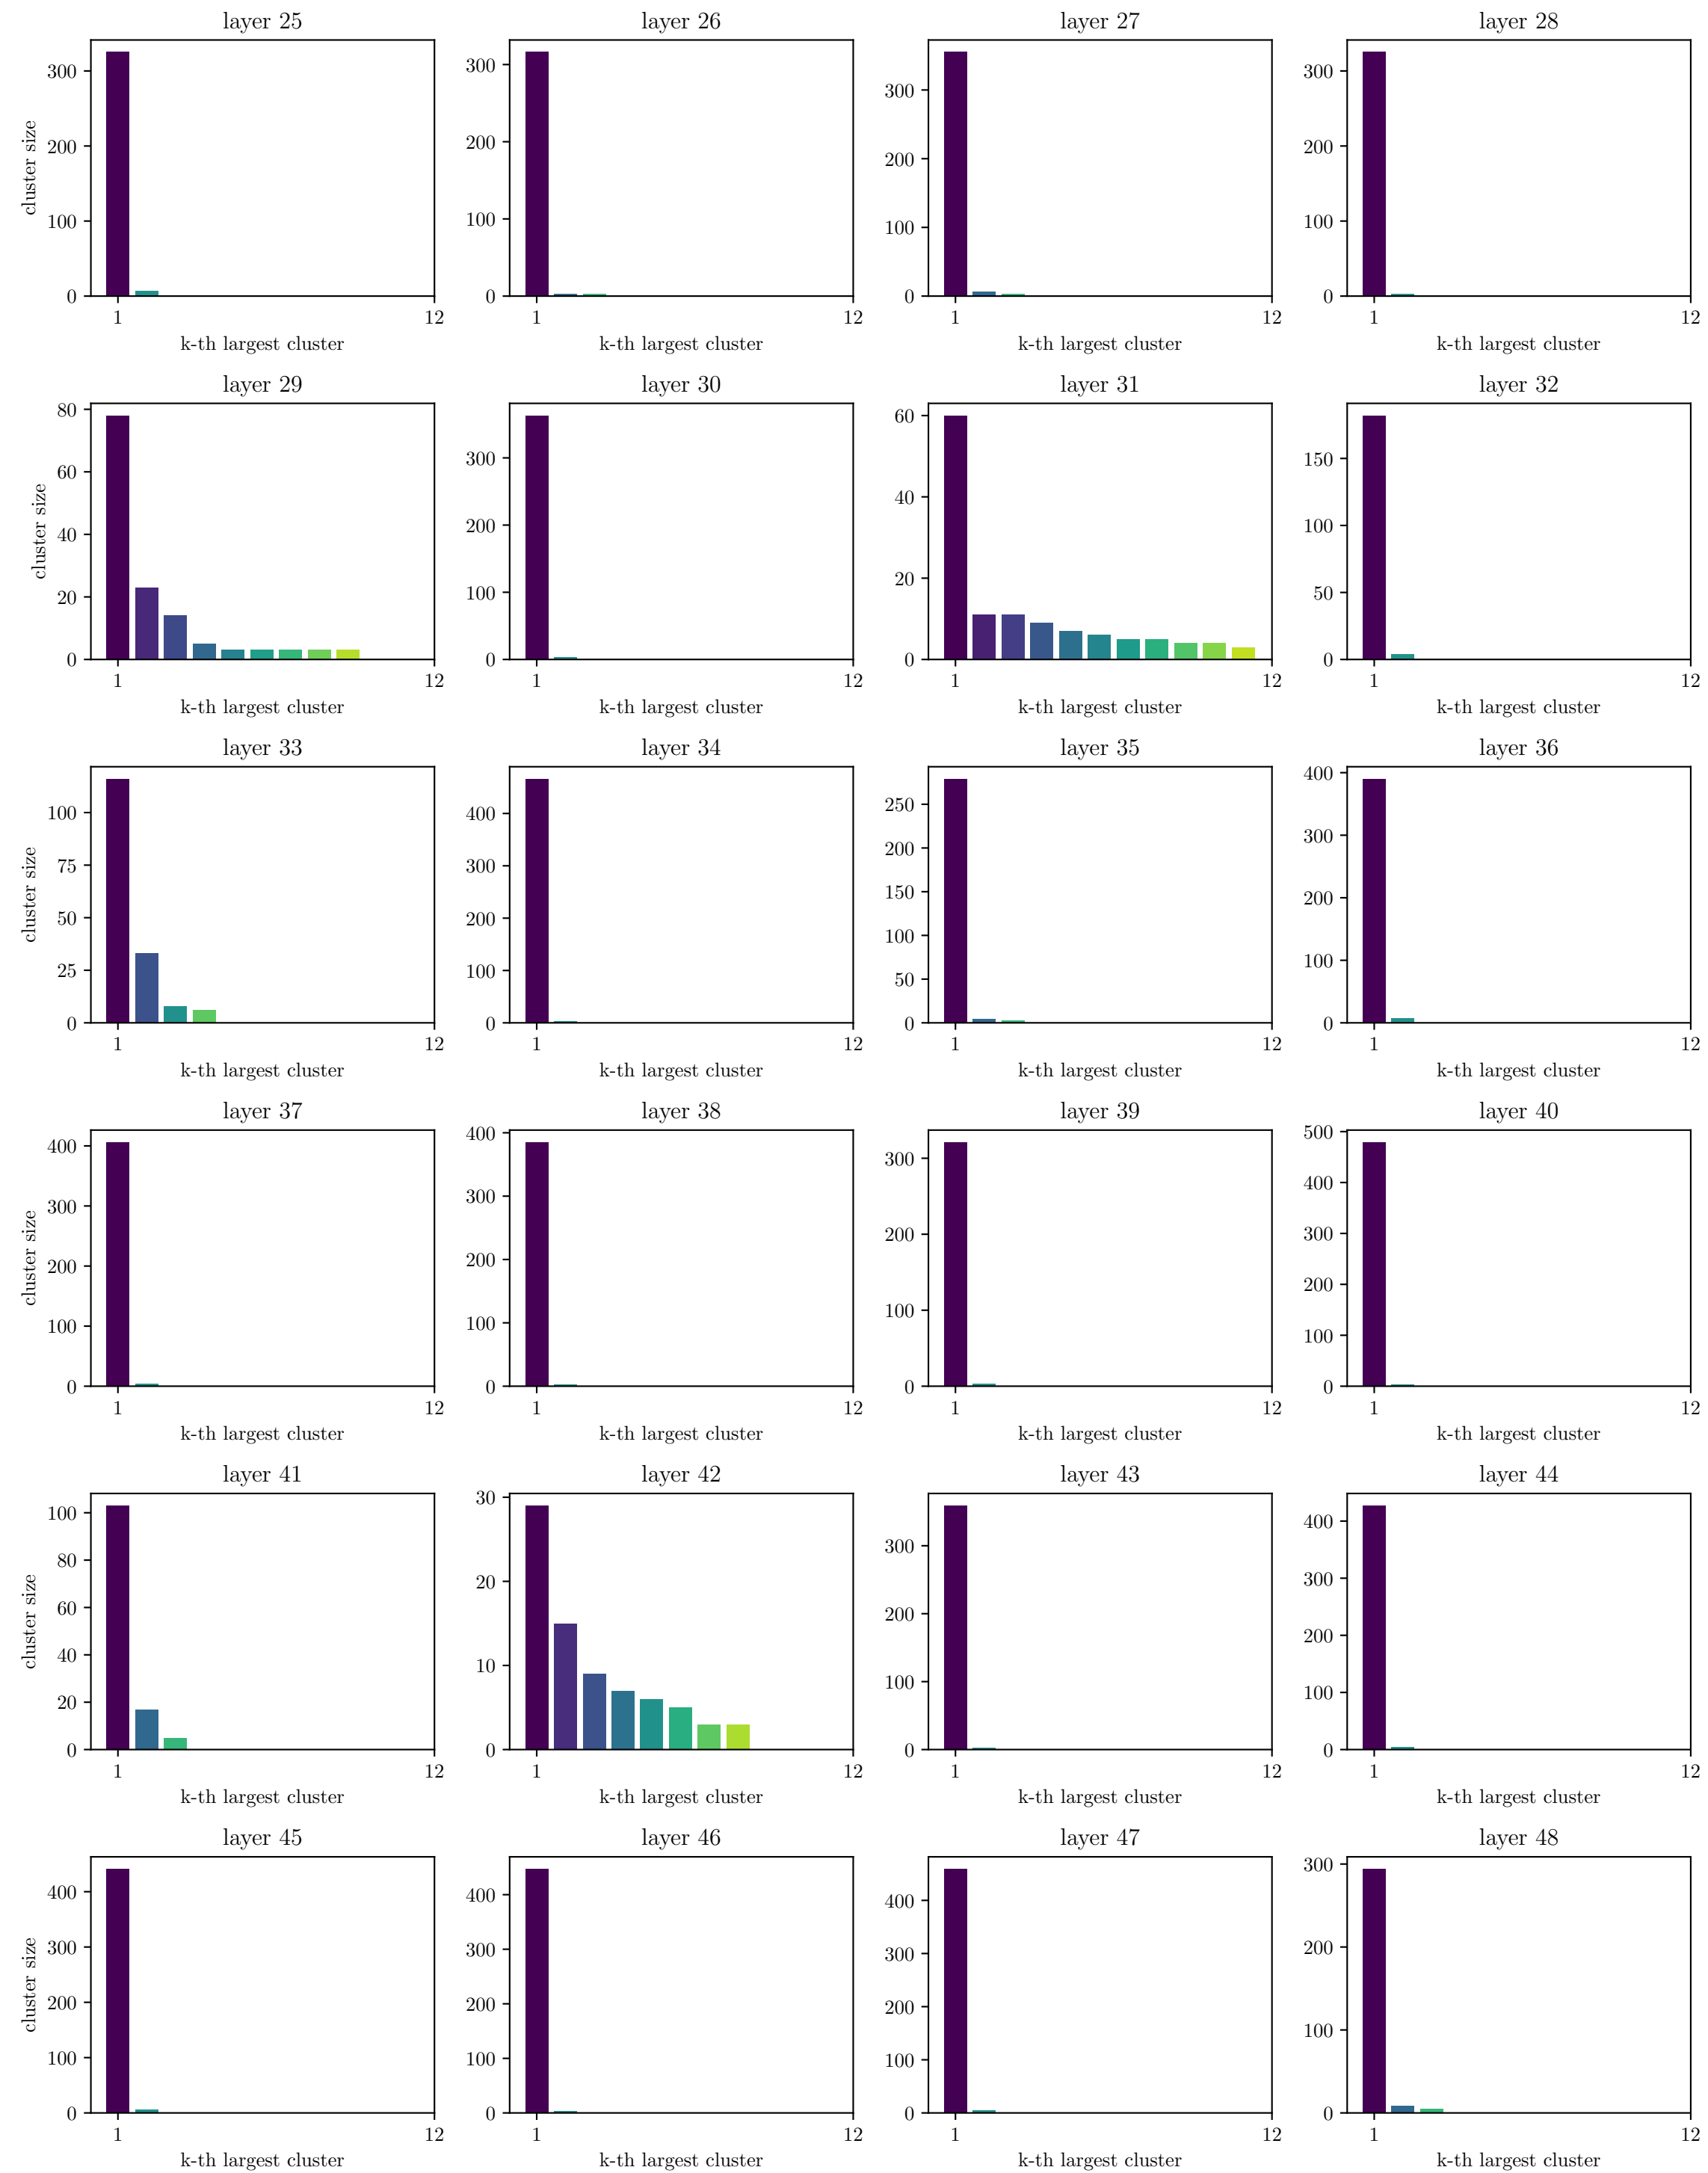 layer 25
300
200
100
0
cluster size
1
12
k-th largest cluster
layer 26
300
200
100
0
1
12
k-th largest cluster
layer 27
300
200
100
0
1
12
k-th largest cluster
layer 28
300
200
100
0
1
12
k-th largest cluster
layer 29
80
60
40
20
0
cluster size
1
12
k-th largest cluster
layer 30
300
200
100
0
1
12
k-th largest cluster
layer 31
60
40
20
0
1
12
k-th largest cluster
layer 32
150
100
50
0
1
12
k-th largest cluster
layer 33
100
75
50
25
0
cluster size
1
12
k-th largest cluster
layer 34
400
300
200
100
0
1
12
k-th largest cluster
layer 35
250
200
150
100
50
0
1
12
k-th largest cluster
layer 36
400
300
200
100
0
1
12
k-th largest cluster
layer 37
400
300
200
100
0
cluster size
1
12
k-th largest cluster
layer 38
400
300
200
100
0
1
12
k-th largest cluster
layer 39
300
200
100
0
1
12
k-th largest cluster
layer 40
500
400
300
200
100
0
1
12
k-th largest cluster
layer 41
100
80
60
40
20
0
cluster size
1
12
k-th largest cluster
layer 42
30
20
10
0
1
12
k-th largest cluster
layer 43
300
200
100
0
1
12
k-th largest cluster
layer 44
400
300
200
100
0
1
12
k-th largest cluster
layer 45
400
300
200
100
0
cluster size
1
12
k-th largest cluster
layer 46
400
300
200
100
0
1
12
k-th largest cluster
layer 47
400
300
200
100
0
1
12
k-th largest cluster
layer 48
300
200
100
0
1
12
k-th largest cluster